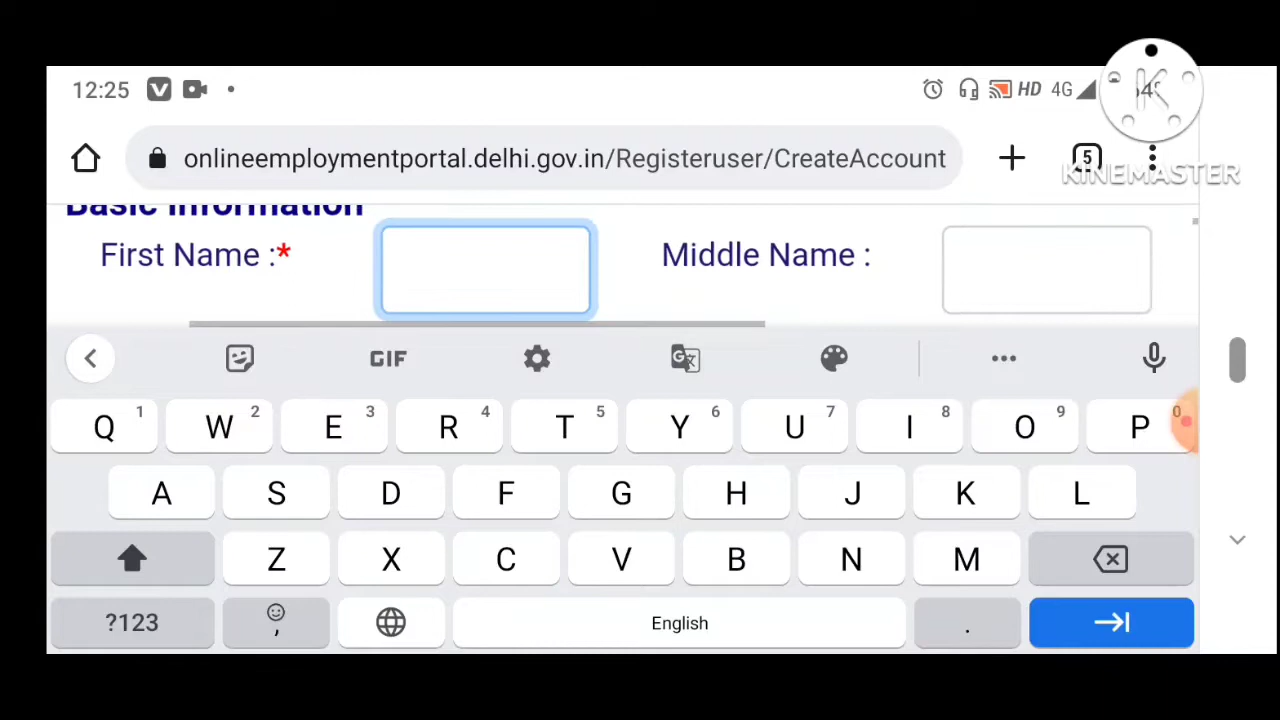 12:25 HD 4G
onlineemploymentportal.delhi.gov.in/Registeruser/CreateAccount 5
KINEMASTER
Basic Information
First Name :* Middle Name :
GIF
Q 1 W 2 E 3 R 4 T 5 Y 6 U 7 I 8 O 9 P 0
A S D F G H J K L
Z X C V B N M
?123 , English .